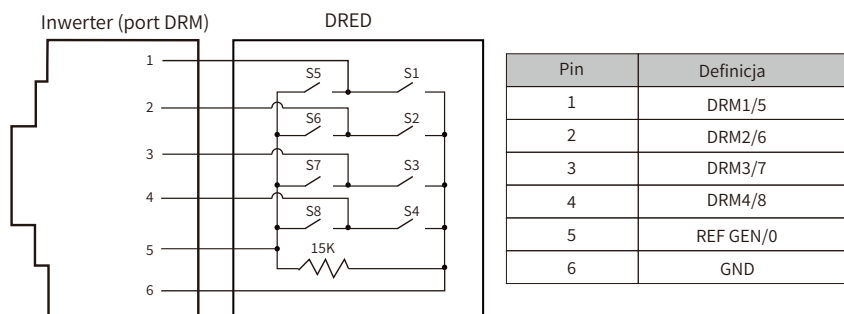 Inwerter (port DRM)
DRED
1
S5
S1
2
S6
S2
3
S7
S3
4
S8
S4
5
15K
6
Pin Definicja
1 DRM1/5
2 DRM2/6
3 DRM3/7
4 DRM4/8
5 REF GEN/0
6 GND